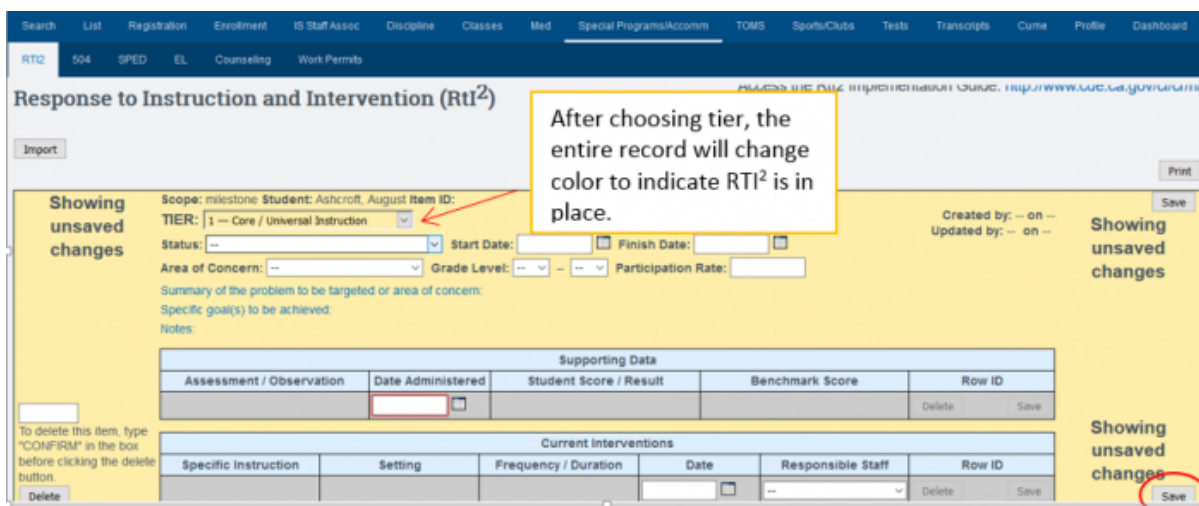 Search List Registration Enrollment IS Staff Assoc Discipline Classes Med Special Programs/Accomm TOMS Sports/Clubs Tests Transcripts Cume Profile Dashboard
RTI2 504 SPED EL Counseling Work Permits
Response to Instruction and Intervention (RtI2)
Access the RtI2 Implementation Guide:
Import
After choosing tier, the
entire record will change
color to indicate RTI2 is in
place.
Print
Showing
unsaved
changes
Scope: milestone Student: Ashcroft, August Item ID:
TIER: 1 — Core / Universal Instruction
Status: -- Start Date: Finish Date:
Area of Concern: -- Grade Level: -- – -- Participation Rate:
Summary of the problem to be targeted or area of concern:
Specific goal(s) to be achieved:
Notes:
Created by: -- on --
Updated by: -- on --
Save
Showing
unsaved
changes
Supporting Data
Assessment / Observation Date Administered Student Score / Result Benchmark Score Row ID
Delete Save
To delete this item, type
"CONFIRM" in the box
before clicking the delete
button.
Delete
Current Interventions
Specific Instruction Setting Frequency / Duration Date Responsible Staff Row ID
-- Delete Save
Showing
unsaved
changes
Save